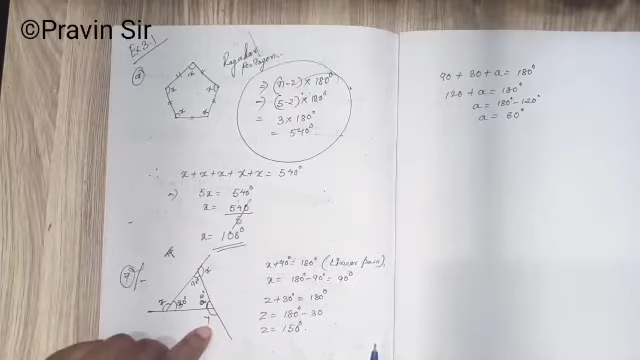 ©Pravin Sir
Ex 3.1
Regular
pentagon.
⇒ (n-2) × 180°
⇒ (5-2) × 180°
= 3 × 180°
= 540°
x x x x
∴ x+x+x+x+x = 540°
⇒ 5x = 540°
x = 540
5
x = 108°
x+90° = 180° (Linear pair)
x = 180°-90° = 90°
z+30° = 180°
z = 180°-30
z = 150°.
x
90°
z 30°
y
90 + 30 + a = 180°
120 + a = 180°
a = 180°-120°
a = 60°